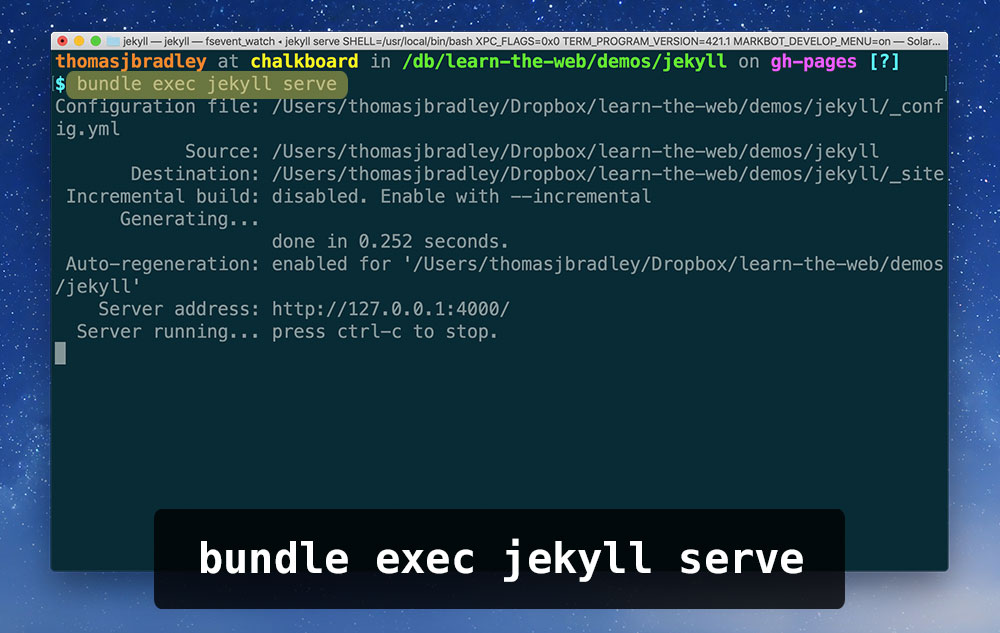 jekyll — jekyll — fsevent_watch • jekyll serve SHELL=/usr/local/bin/bash XPC_FLAGS=0x0 TERM_PROGRAM_VERSION=421.1 MARKBOT_DEVELOP_MENU=on — Solar...
thomasjbradley at chalkboard in /db/learn-the-web/demos/jekyll on gh-pages [?]
$ bundle exec jekyll serve
Configuration file: /Users/thomasjbradley/Dropbox/learn-the-web/demos/jekyll/_conf
ig.yml
Source: /Users/thomasjbradley/Dropbox/learn-the-web/demos/jekyll
Destination: /Users/thomasjbradley/Dropbox/learn-the-web/demos/jekyll/_site
Incremental build: disabled. Enable with --incremental
Generating...
done in 0.252 seconds.
Auto-regeneration: enabled for '/Users/thomasjbradley/Dropbox/learn-the-web/demos
/jekyll'
Server address: http://127.0.0.1:4000/
Server running... press ctrl-c to stop.
bundle exec jekyll serve